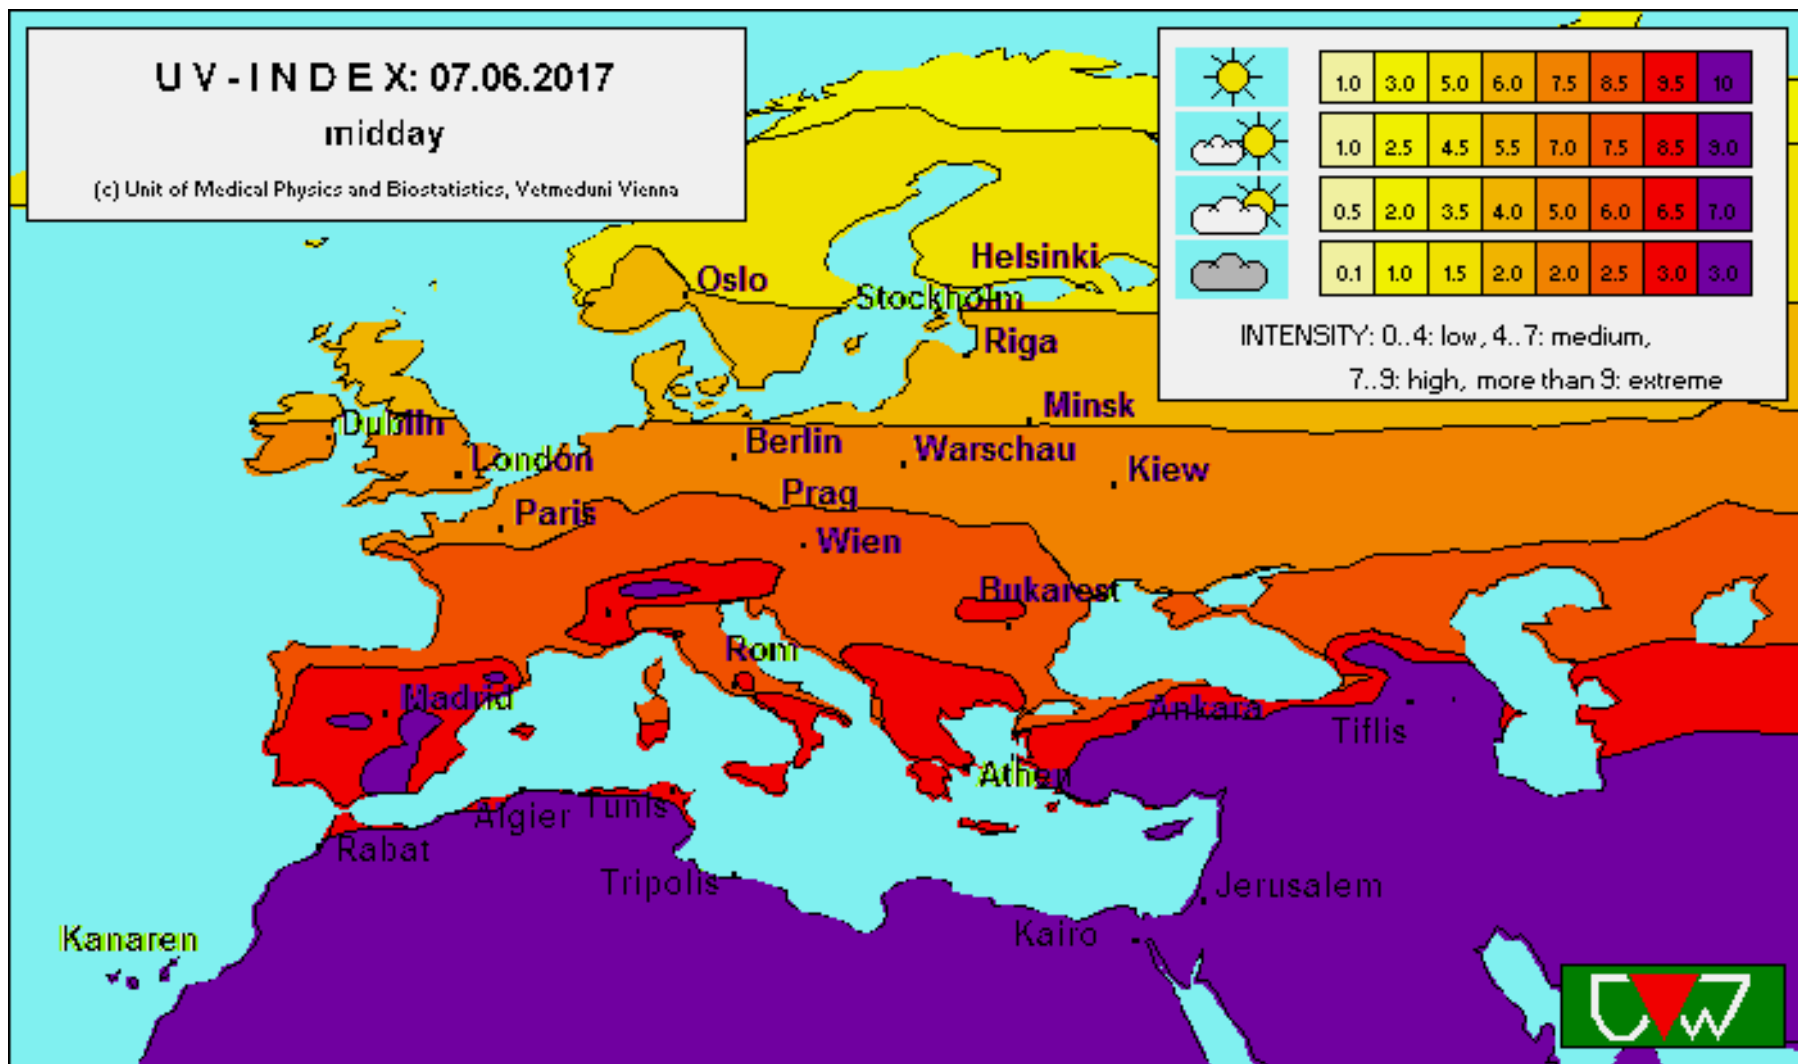 UV-INDEX: 07.06.2017
midday
(c) Unit of Medical Physics and Biostatistics, Vetmeduni Vienna
1.0 3.0 5.0 6.0 7.5 8.5 9.5 10
1.0 2.5 4.5 5.5 7.0 7.5 8.5 9.0
0.5 2.0 3.5 4.0 5.0 6.0 6.5 7.0
0.1 1.0 1.5 2.0 2.0 2.5 3.0 3.0
INTENSITY: 0..4: low, 4..7: medium,
7..9: high, more than 9: extreme
Helsinki
Oslo
Stockholm
Riga
Minsk
Dublin
Berlin
Warschau
London
Kiew
Prag
Paris
Wien
Bukarest
Rom
Madrid
Ankara
Tiflis
Athen
Algier
Tunis
Rabat
Tripolis
Jerusalem
Kairo
Kanaren